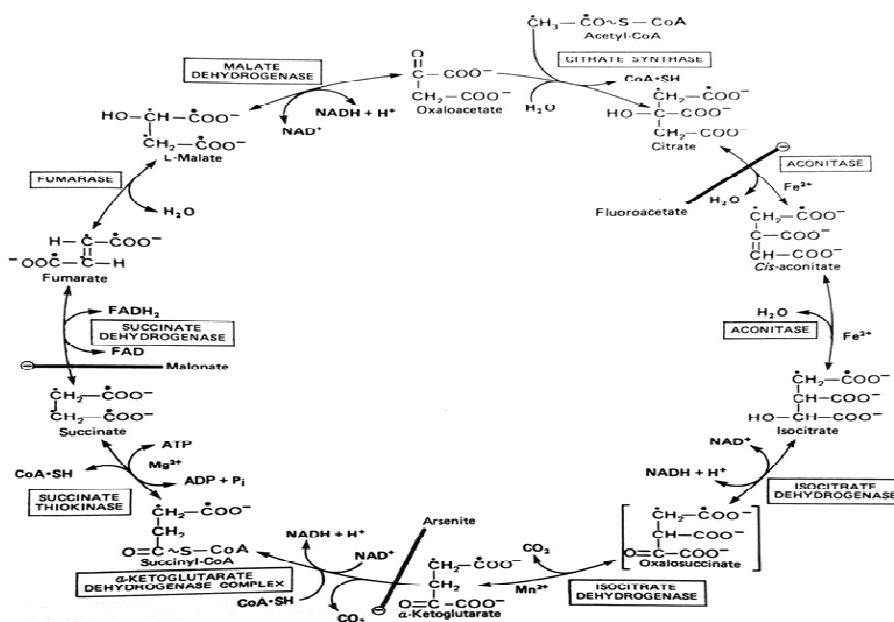 *CH₃—*CO~S—CoA
Acetyl-CoA
CITRATE SYNTHASE
CoA·SH
H₂O
O
C—COO⁻
CH₂—COO⁻
Oxaloacetate
MALATE
DEHYDROGENASE
NADH + H⁺
NAD⁺
HO—CH—COO⁻
CH₂—COO⁻
L-Malate
FUMARASE
H₂O
H—C—COO⁻
⁻OOC—C—H
Fumarate
FADH₂
SUCCINATE
DEHYDROGENASE
FAD
⊖
Malonate
CH₂—COO⁻
CH₂—COO⁻
Succinate
ATP
Mg²⁺
CoA·SH
ADP + Pi
SUCCINATE
THIOKINASE
CH₂—COO⁻
CH₂
O=C~S—CoA
Succinyl-CoA
α-KETOGLUTARATE
DEHYDROGENASE COMPLEX
NADH + H⁺
NAD⁺
CoA·SH
CO₂
Arsenite
⊖
CH₂—COO⁻
CH₂
O=C—COO⁻
α-Ketoglutarate
CO₂
Mn²⁺
ISOCITRATE
DEHYDROGENASE
CH₂—COO⁻
CH—COO⁻
O=C—COO⁻
Oxalosuccinate
ISOCITRATE
DEHYDROGENASE
NAD⁺
NADH + H⁺
CH₂—COO⁻
CH—COO⁻
HO—CH—COO⁻
Isocitrate
H₂O
ACONITASE
Fe²⁺
CH₂—COO⁻
C—COO⁻
CH—COO⁻
Cis-aconitate
ACONITASE
Fe²⁺
H₂O
⊖
Fluoroacetate
CH₂—COO⁻
HO—C—COO⁻
CH₂—COO⁻
Citrate